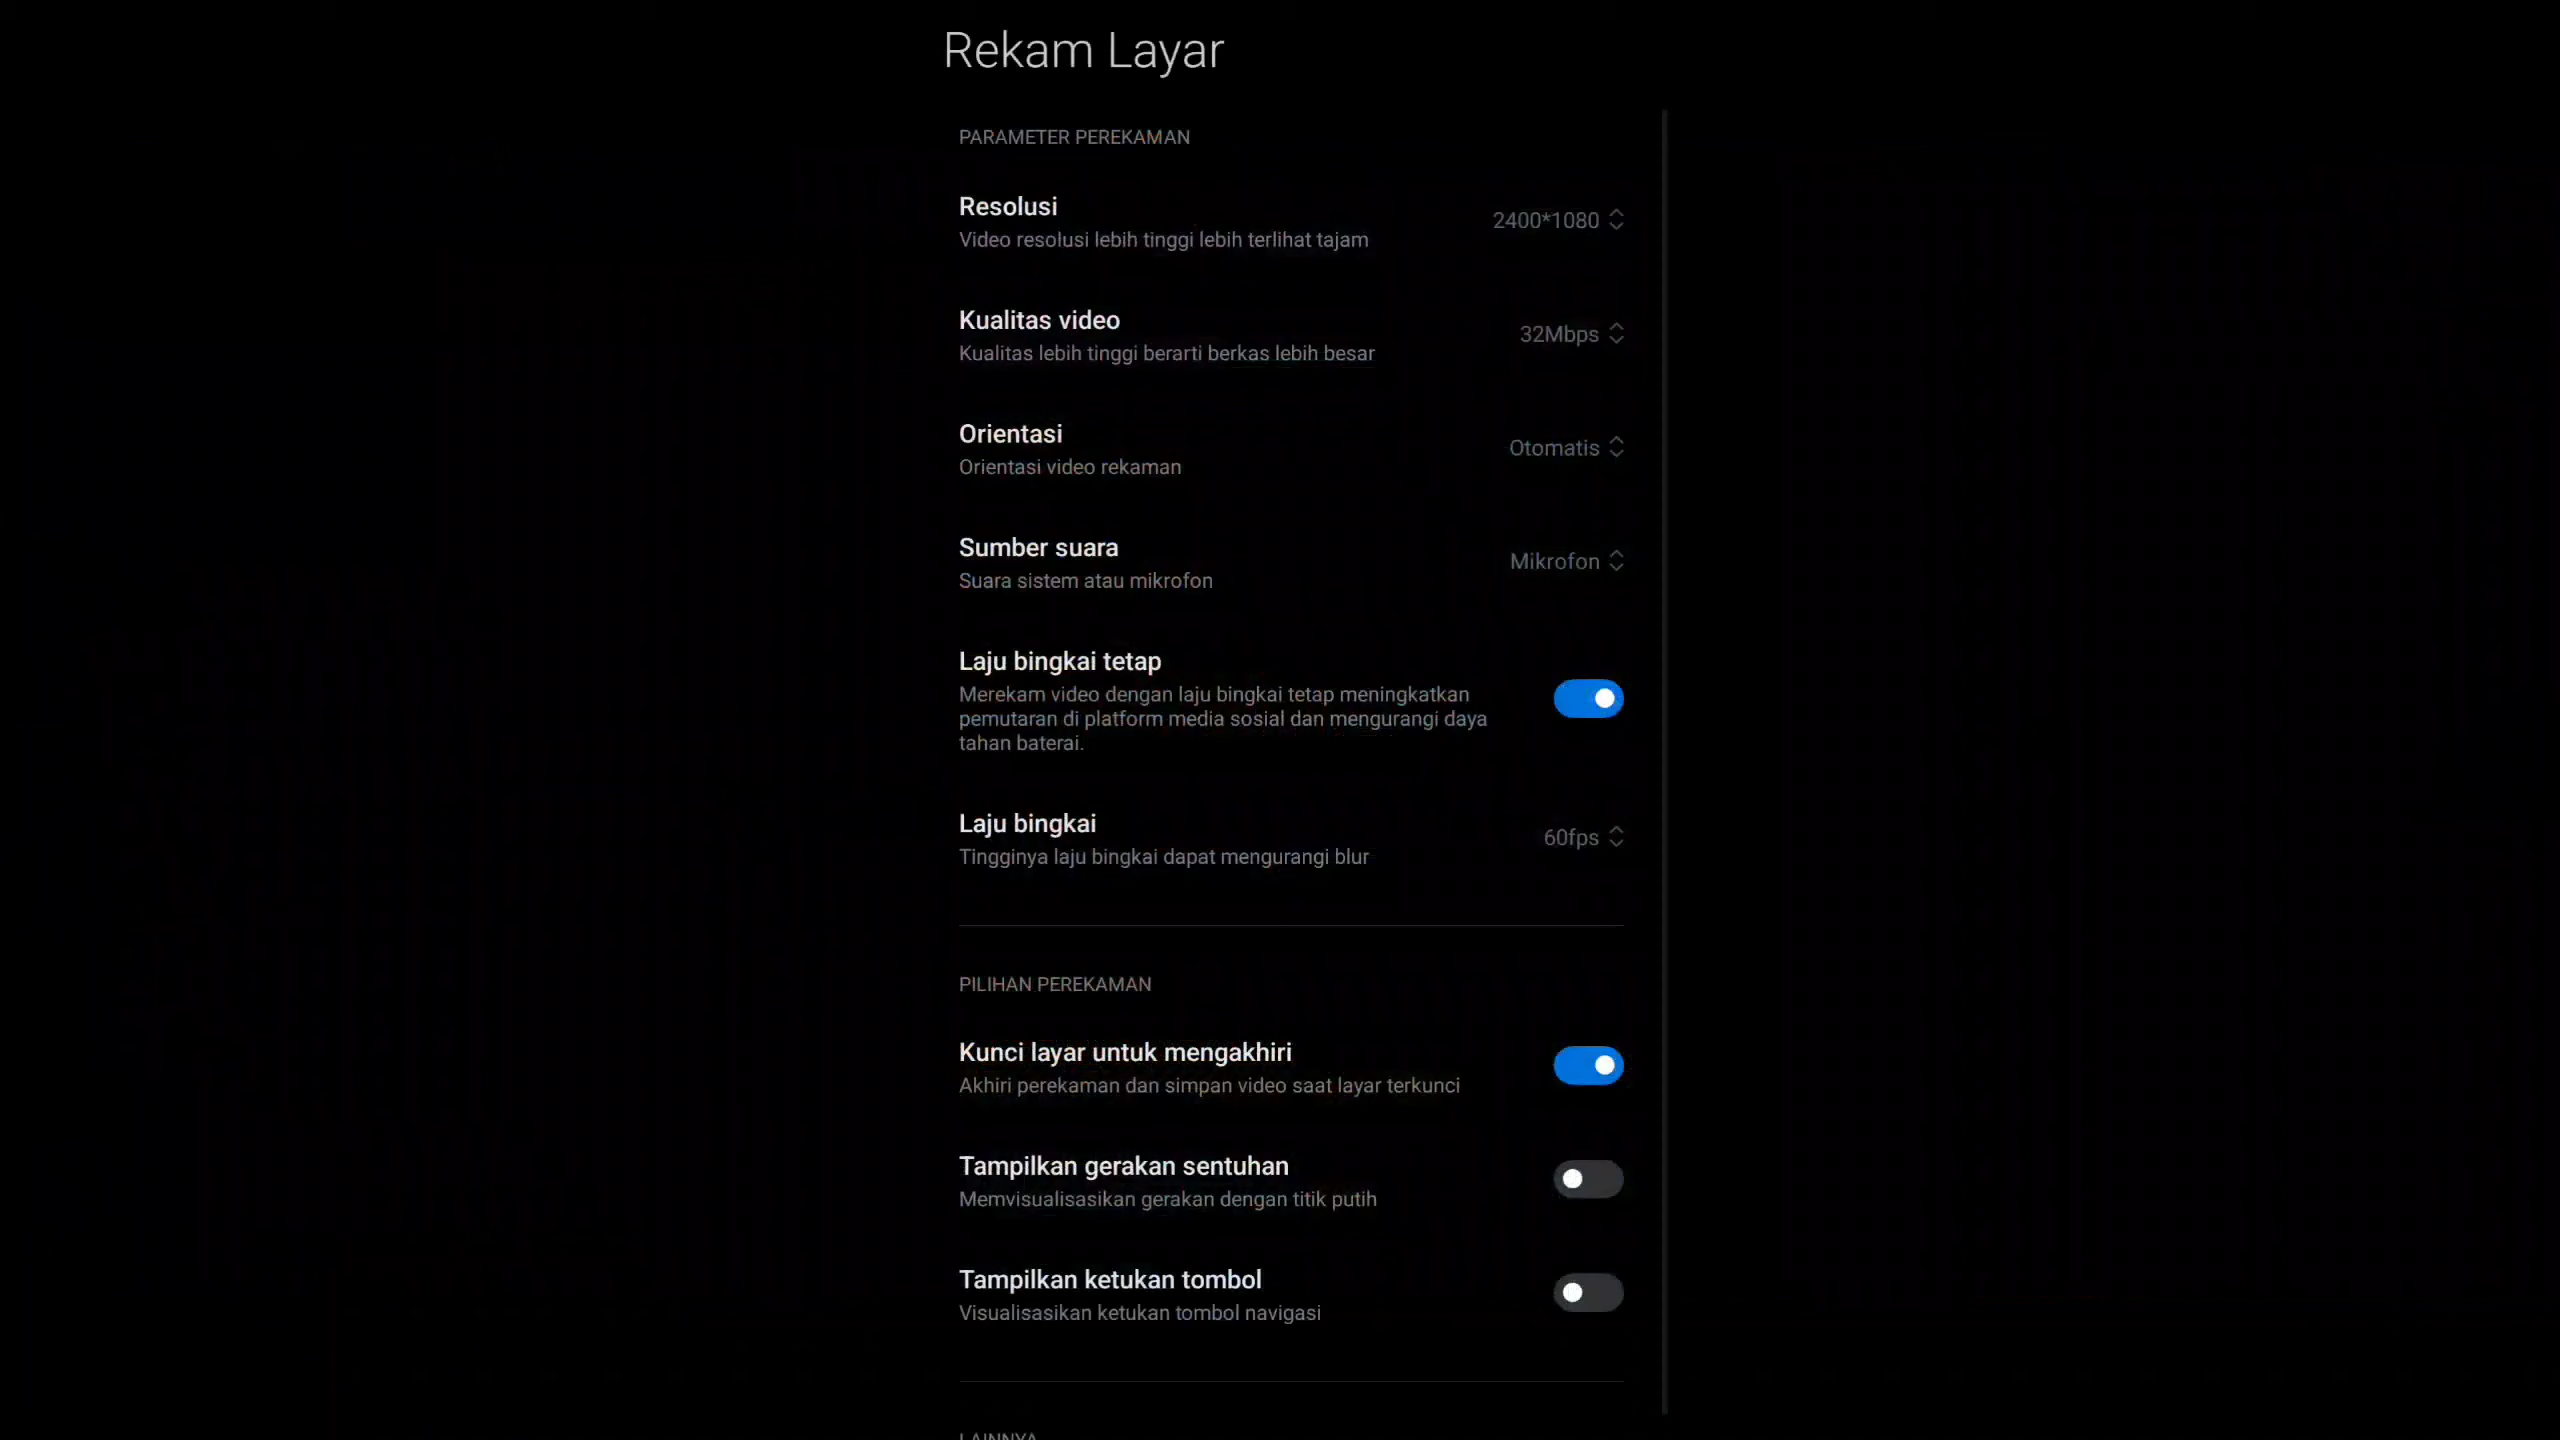 Rekam Layar
PARAMETER PEREKAMAN
Resolusi
Video resolusi lebih tinggi lebih terlihat tajam
2400*1080
Kualitas video
Kualitas lebih tinggi berarti berkas lebih besar
32Mbps
Orientasi
Orientasi video rekaman
Otomatis
Sumber suara
Suara sistem atau mikrofon
Mikrofon
Laju bingkai tetap
Merekam video dengan laju bingkai tetap meningkatkan
pemutaran di platform media sosial dan mengurangi daya
tahan baterai.
Laju bingkai
Tingginya laju bingkai dapat mengurangi blur
60fps
PILIHAN PEREKAMAN
Kunci layar untuk mengakhiri
Akhiri perekaman dan simpan video saat layar terkunci
Tampilkan gerakan sentuhan
Memvisualisasikan gerakan dengan titik putih
Tampilkan ketukan tombol
Visualisasikan ketukan tombol navigasi
LAINNYA